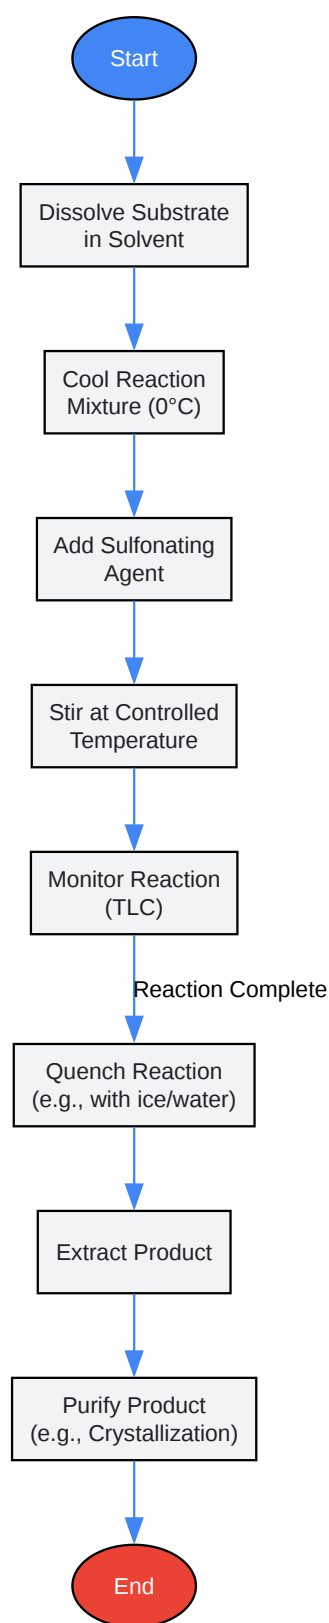 Start
Dissolve Substrate
in Solvent
Cool Reaction
Mixture (0°C)
Add Sulfonating
Agent
Stir at Controlled
Temperature
Monitor Reaction
(TLC)
Reaction Complete
Quench Reaction
(e.g., with ice/water)
Extract Product
Purify Product
(e.g., Crystallization)
End